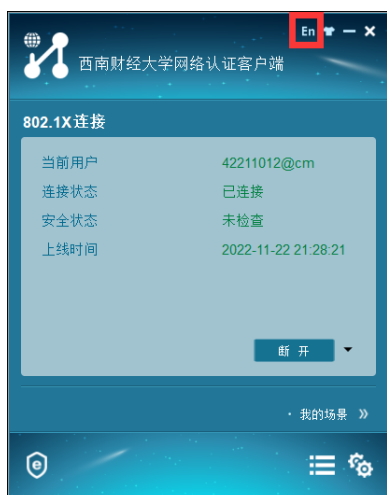 En
西南财经大学网络认证客户端
802.1X连接
当前用户 42211012@cm
连接状态 已连接
安全状态 未检查
上线时间 2022-11-22 21:28:21
断 开
· 我的场景 »
e